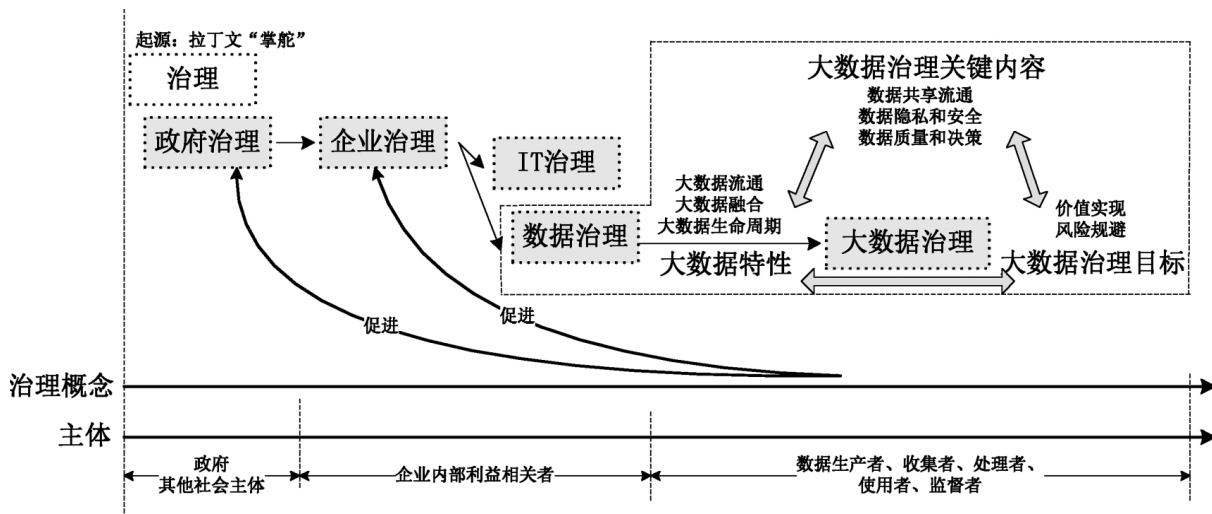 起源：拉丁文“掌舵”
治理
政府治理
企业治理
IT治理
数据治理
大数据流通
大数据融合
大数据生命周期
大数据特性
大数据治理
大数据治理关键内容
数据共享流通
数据隐私和安全
数据质量和决策
价值实现
风险规避
大数据治理目标
促进
促进
治理概念
主体
政府
其他社会主体
企业内部利益相关者
数据生产者、收集者、处理者、
使用者、监督者